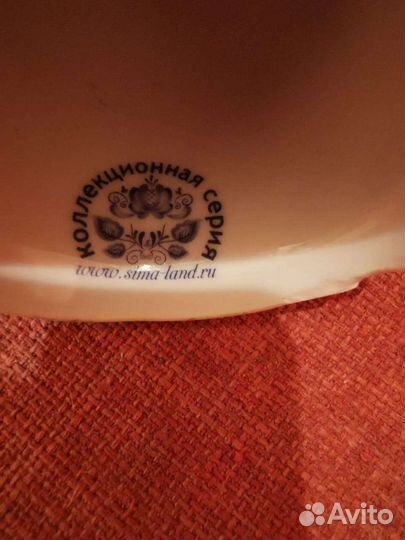 коллекционная серия
www.sima-land.ru
Avito